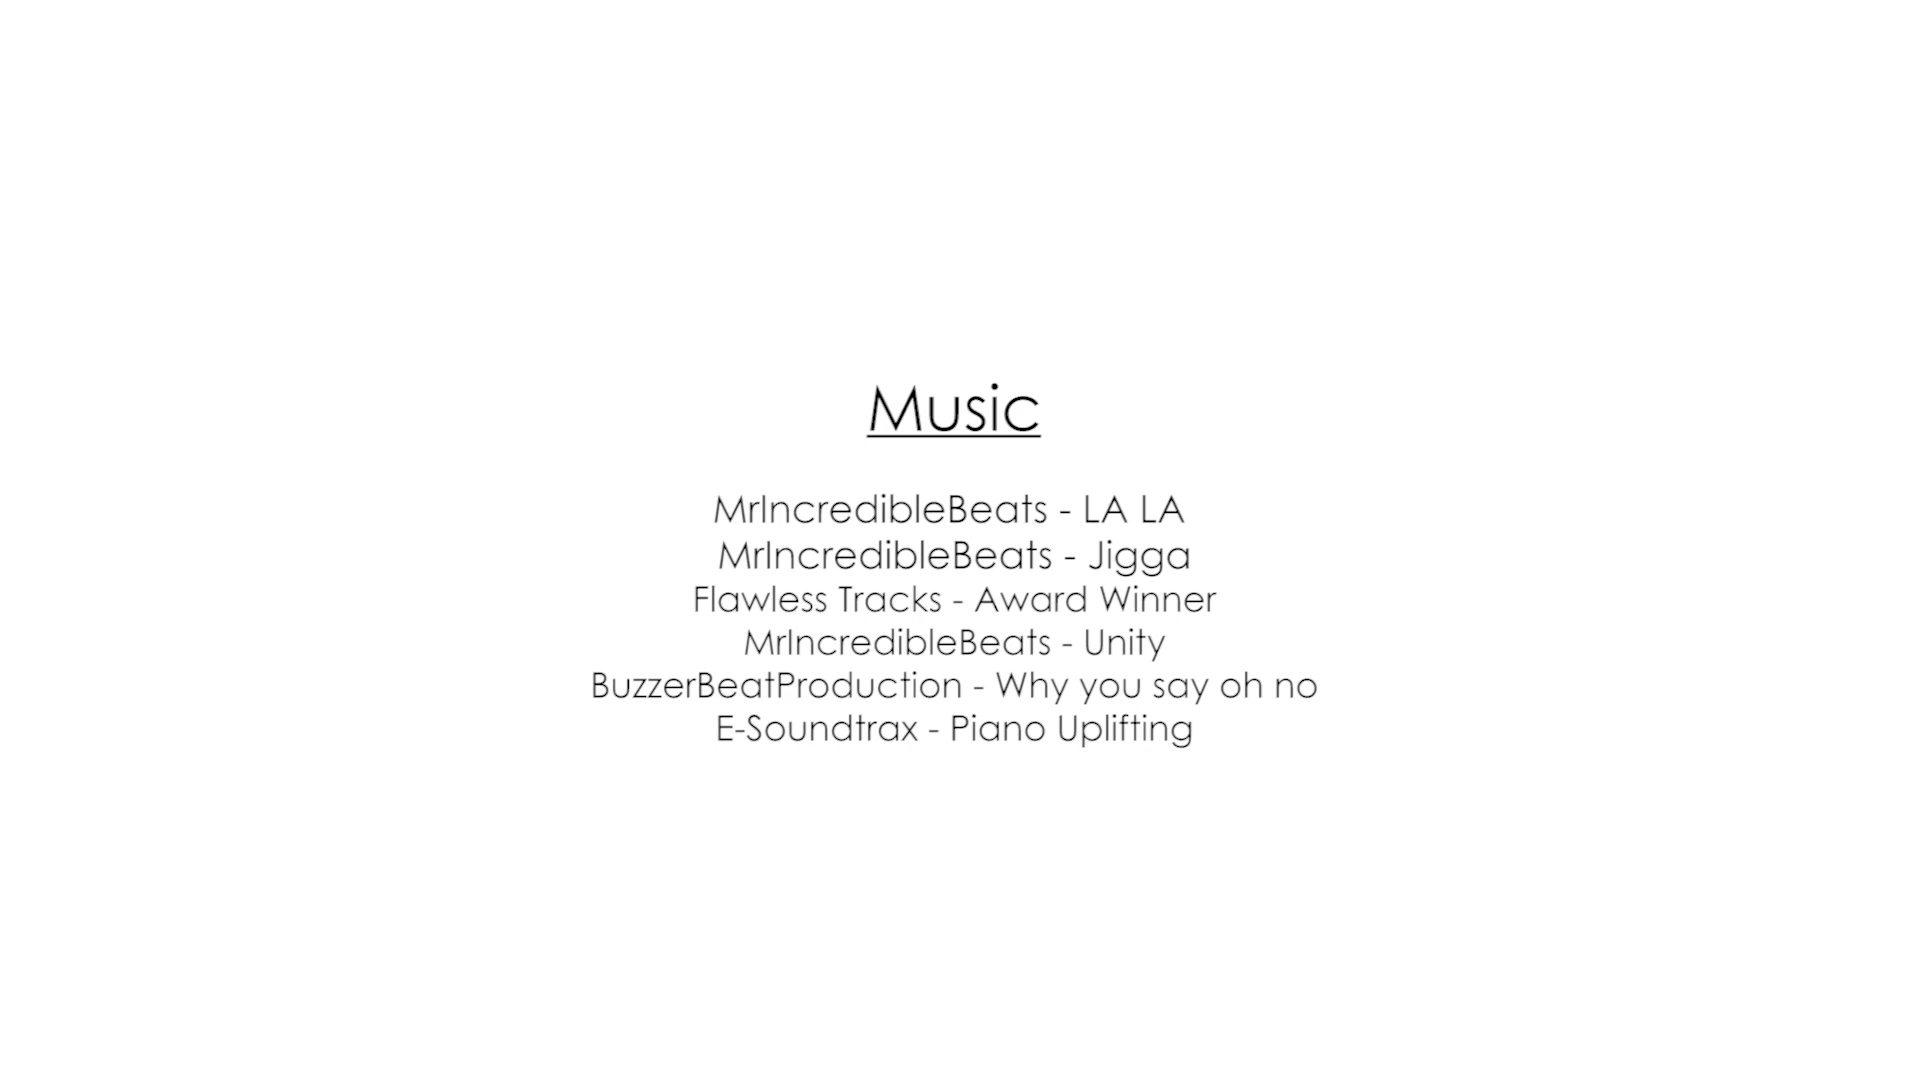 Music
MrIncredibleBeats - LA LA
MrIncredibleBeats - Jigga
Flawless Tracks - Award Winner
MrIncredibleBeats - Unity
BuzzerBeatProduction - Why you say oh no
E-Soundtrax - Piano Uplifting